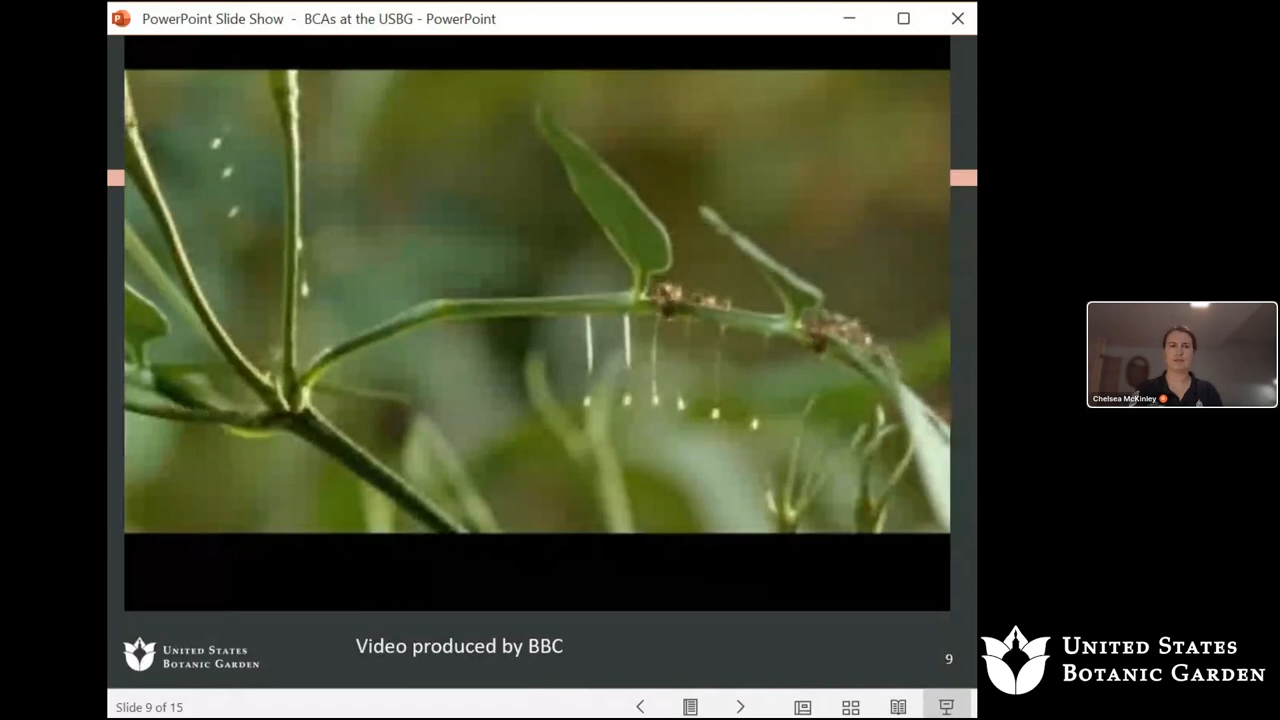 PowerPoint Slide Show - BCAs at the USBG - PowerPoint
Chelsea McKinley
UNITED STATES
BOTANIC GARDEN
Video produced by BBC
9
UNITED STATES
BOTANIC GARDEN
Slide 9 of 15